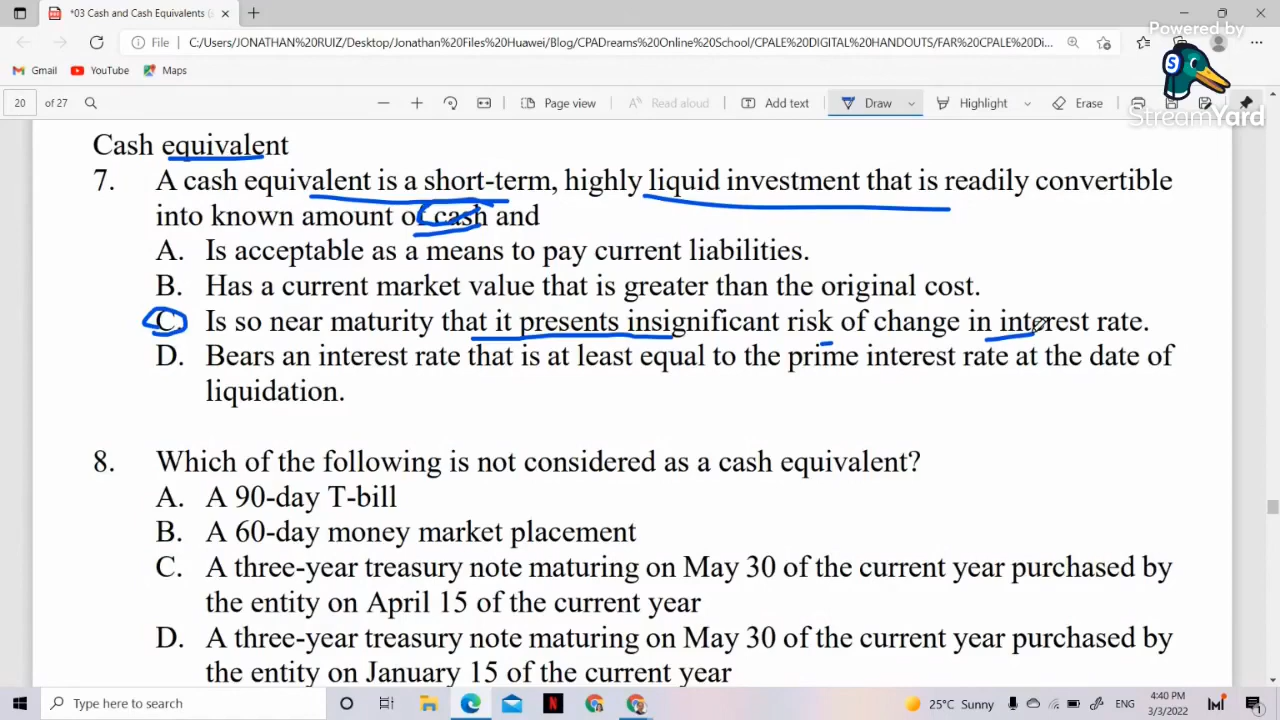 *03 Cash and Cash Equivalents (
Powered by
File C:/Users/JONATHAN%20RUIZ/Desktop/Jonathan%20Files%20Huawei/Blog/CPADreams%20Online%20School/CPALE%20DIGITAL%20HANDOUTS/FAR%20CPALE%20Di...
Gmail YouTube Maps
S
StreamYard
20 of 27 Page view Read aloud Add text Draw Highlight Erase
Cash equivalent
7. A cash equivalent is a short-term, highly liquid investment that is readily convertible
into known amount of cash and
A. Is acceptable as a means to pay current liabilities.
B. Has a current market value that is greater than the original cost.
C. Is so near maturity that it presents insignificant risk of change in interest rate.
D. Bears an interest rate that is at least equal to the prime interest rate at the date of
liquidation.
8. Which of the following is not considered as a cash equivalent?
A. A 90-day T-bill
B. A 60-day money market placement
C. A three-year treasury note maturing on May 30 of the current year purchased by
the entity on April 15 of the current year
D. A three-year treasury note maturing on May 30 of the current year purchased by
the entity on January 15 of the current year
Type here to search
25°C Sunny
ENG
4:40 PM
3/3/2022